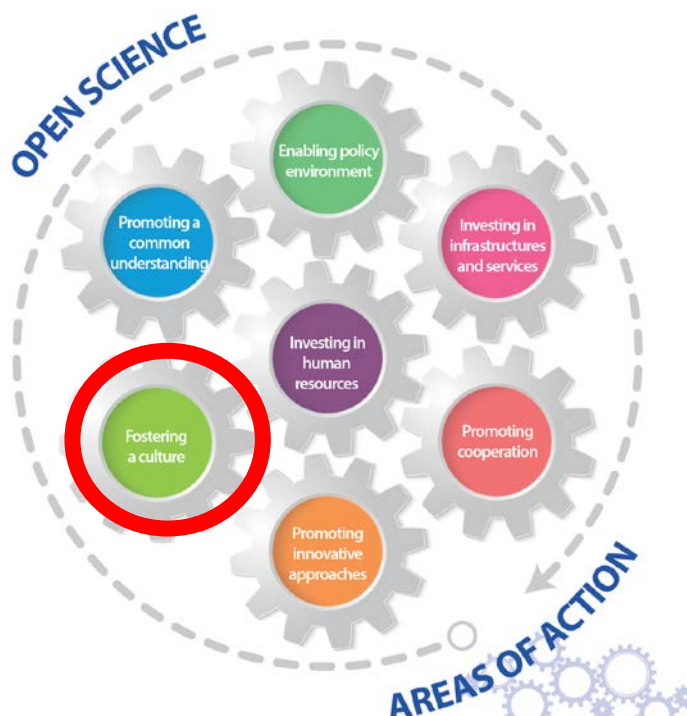 OPEN SCIENCE
Enabling policy
environment
Promoting a
common
understanding
Investing in
infrastructures
and services
Investing in
human
resources
Fostering
a culture
Promoting
cooperation
Promoting
innovative
approaches
AREAS OF ACTION